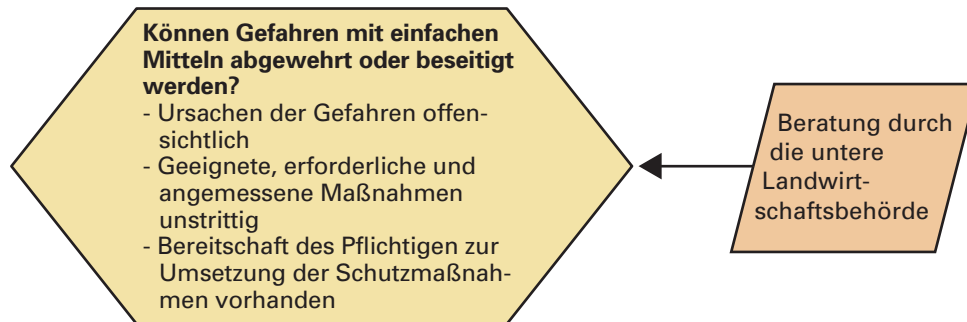 Können Gefahren mit einfachen
Mitteln abgewehrt oder beseitigt
werden?
- Ursachen der Gefahren offen-
sichtlich
- Geeignete, erforderliche und
angemessene Maßnahmen
unstrittig
- Bereitschaft des Pflichtigen zur
Umsetzung der Schutzmaßnah-
men vorhanden
Beratung durch
die untere
Landwirt-
schaftsbehörde